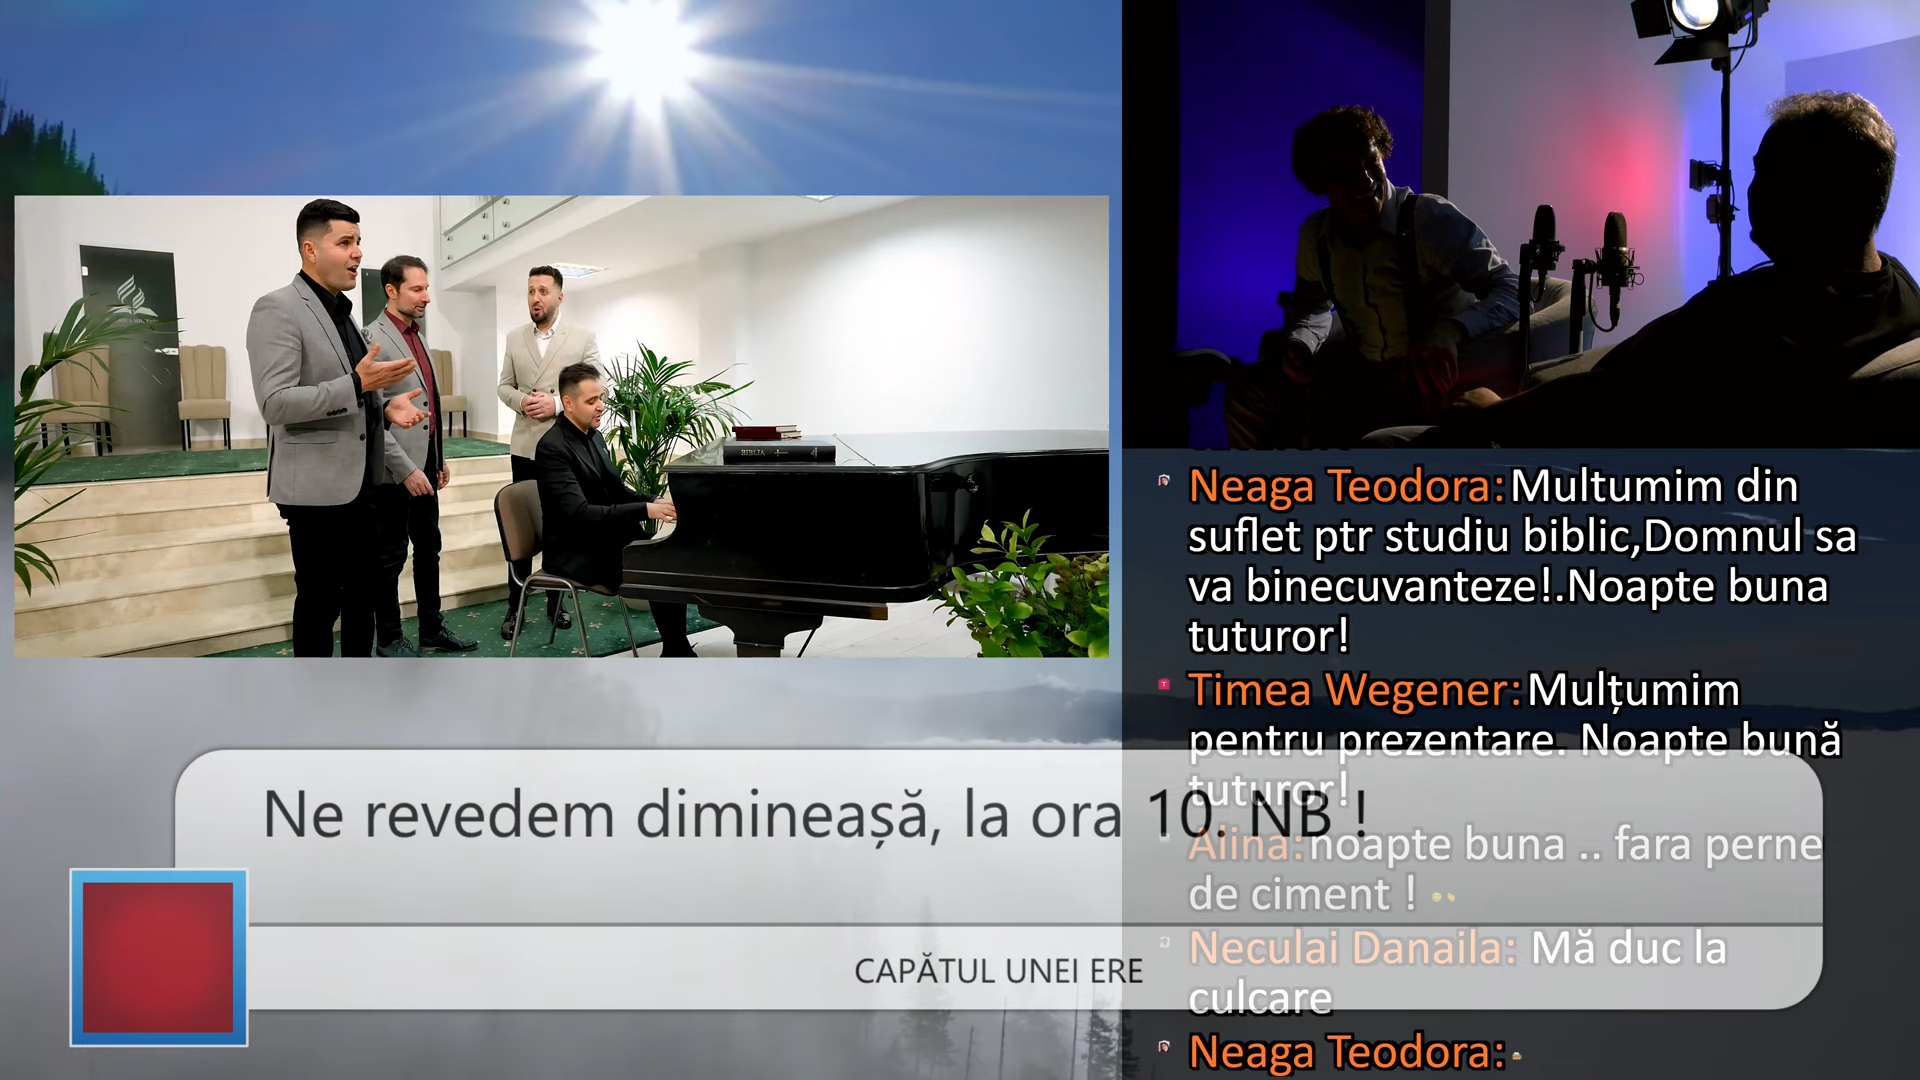 BIBLIA
Neaga Teodora: Multumim din
suflet ptr studiu biblic,Domnul sa
va binecuvanteze!.Noapte buna
tuturor!
Timea Wegener: Mulțumim
pentru prezentare. Noapte bună
tuturor!
Ne revedem dimineașă, la ora 10. NB !
Alina: noapte buna .. fara perne
de ciment !
Neculai Danaila: Mă duc la
culcare
CAPĂTUL UNEI ERE
Neaga Teodora: